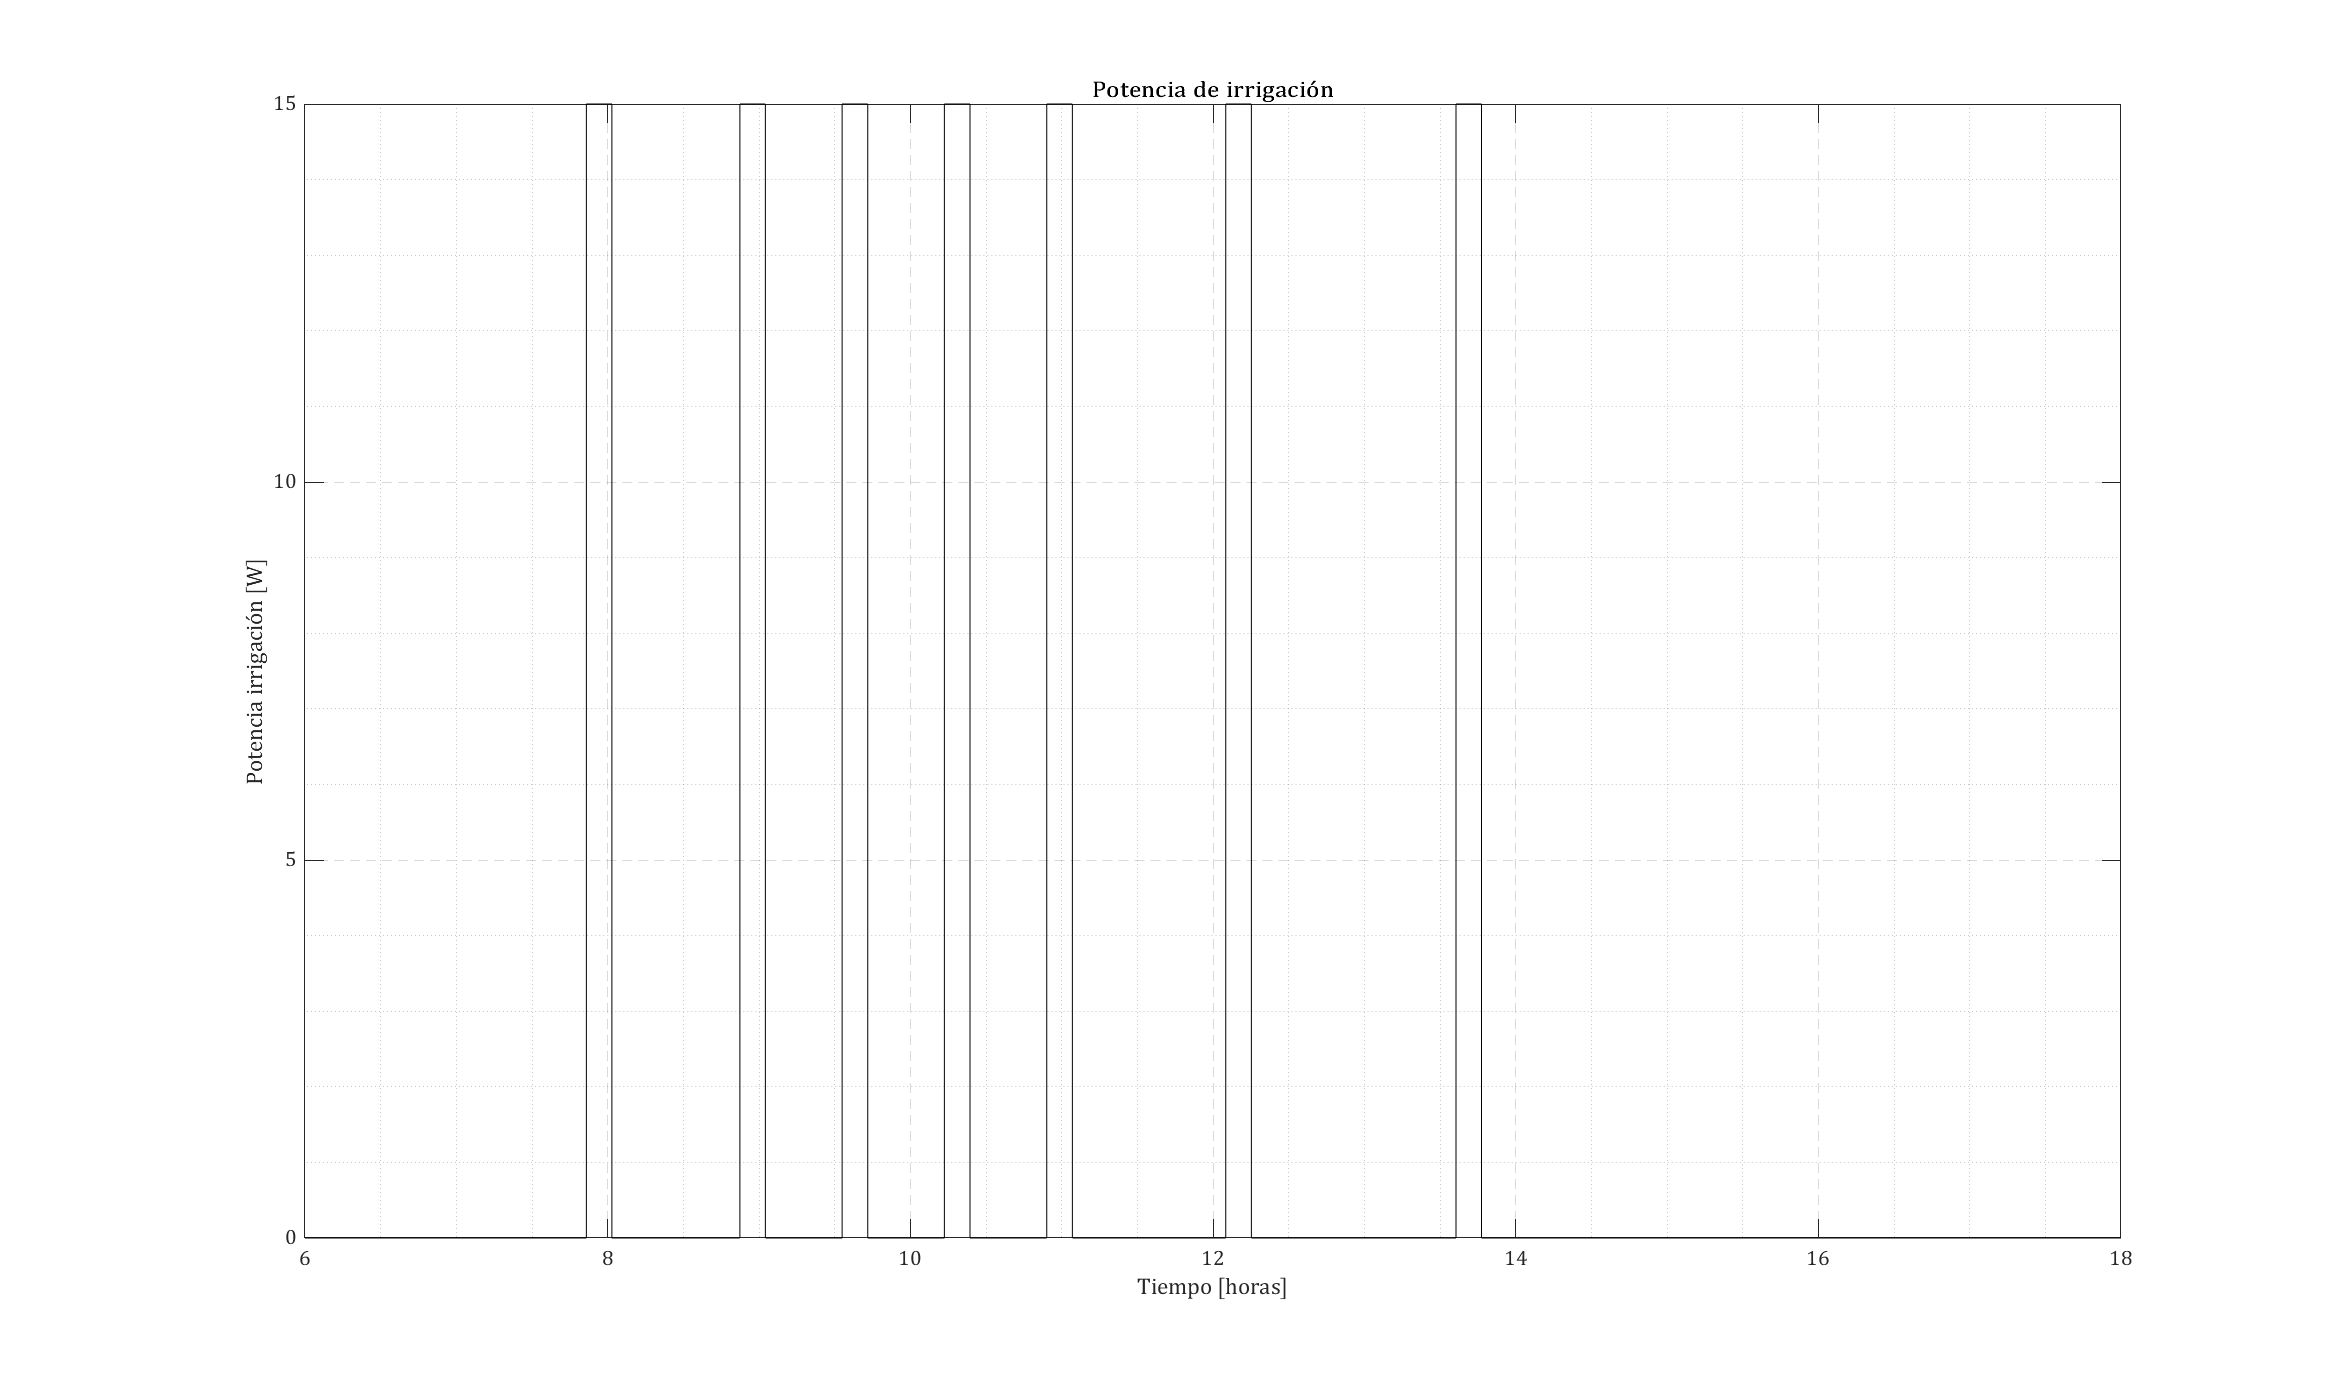 Potencia de irrigación
15
10
5
0
Potencia irrigación [W]
6 8 10 12 14 16 18
Tiempo [horas]